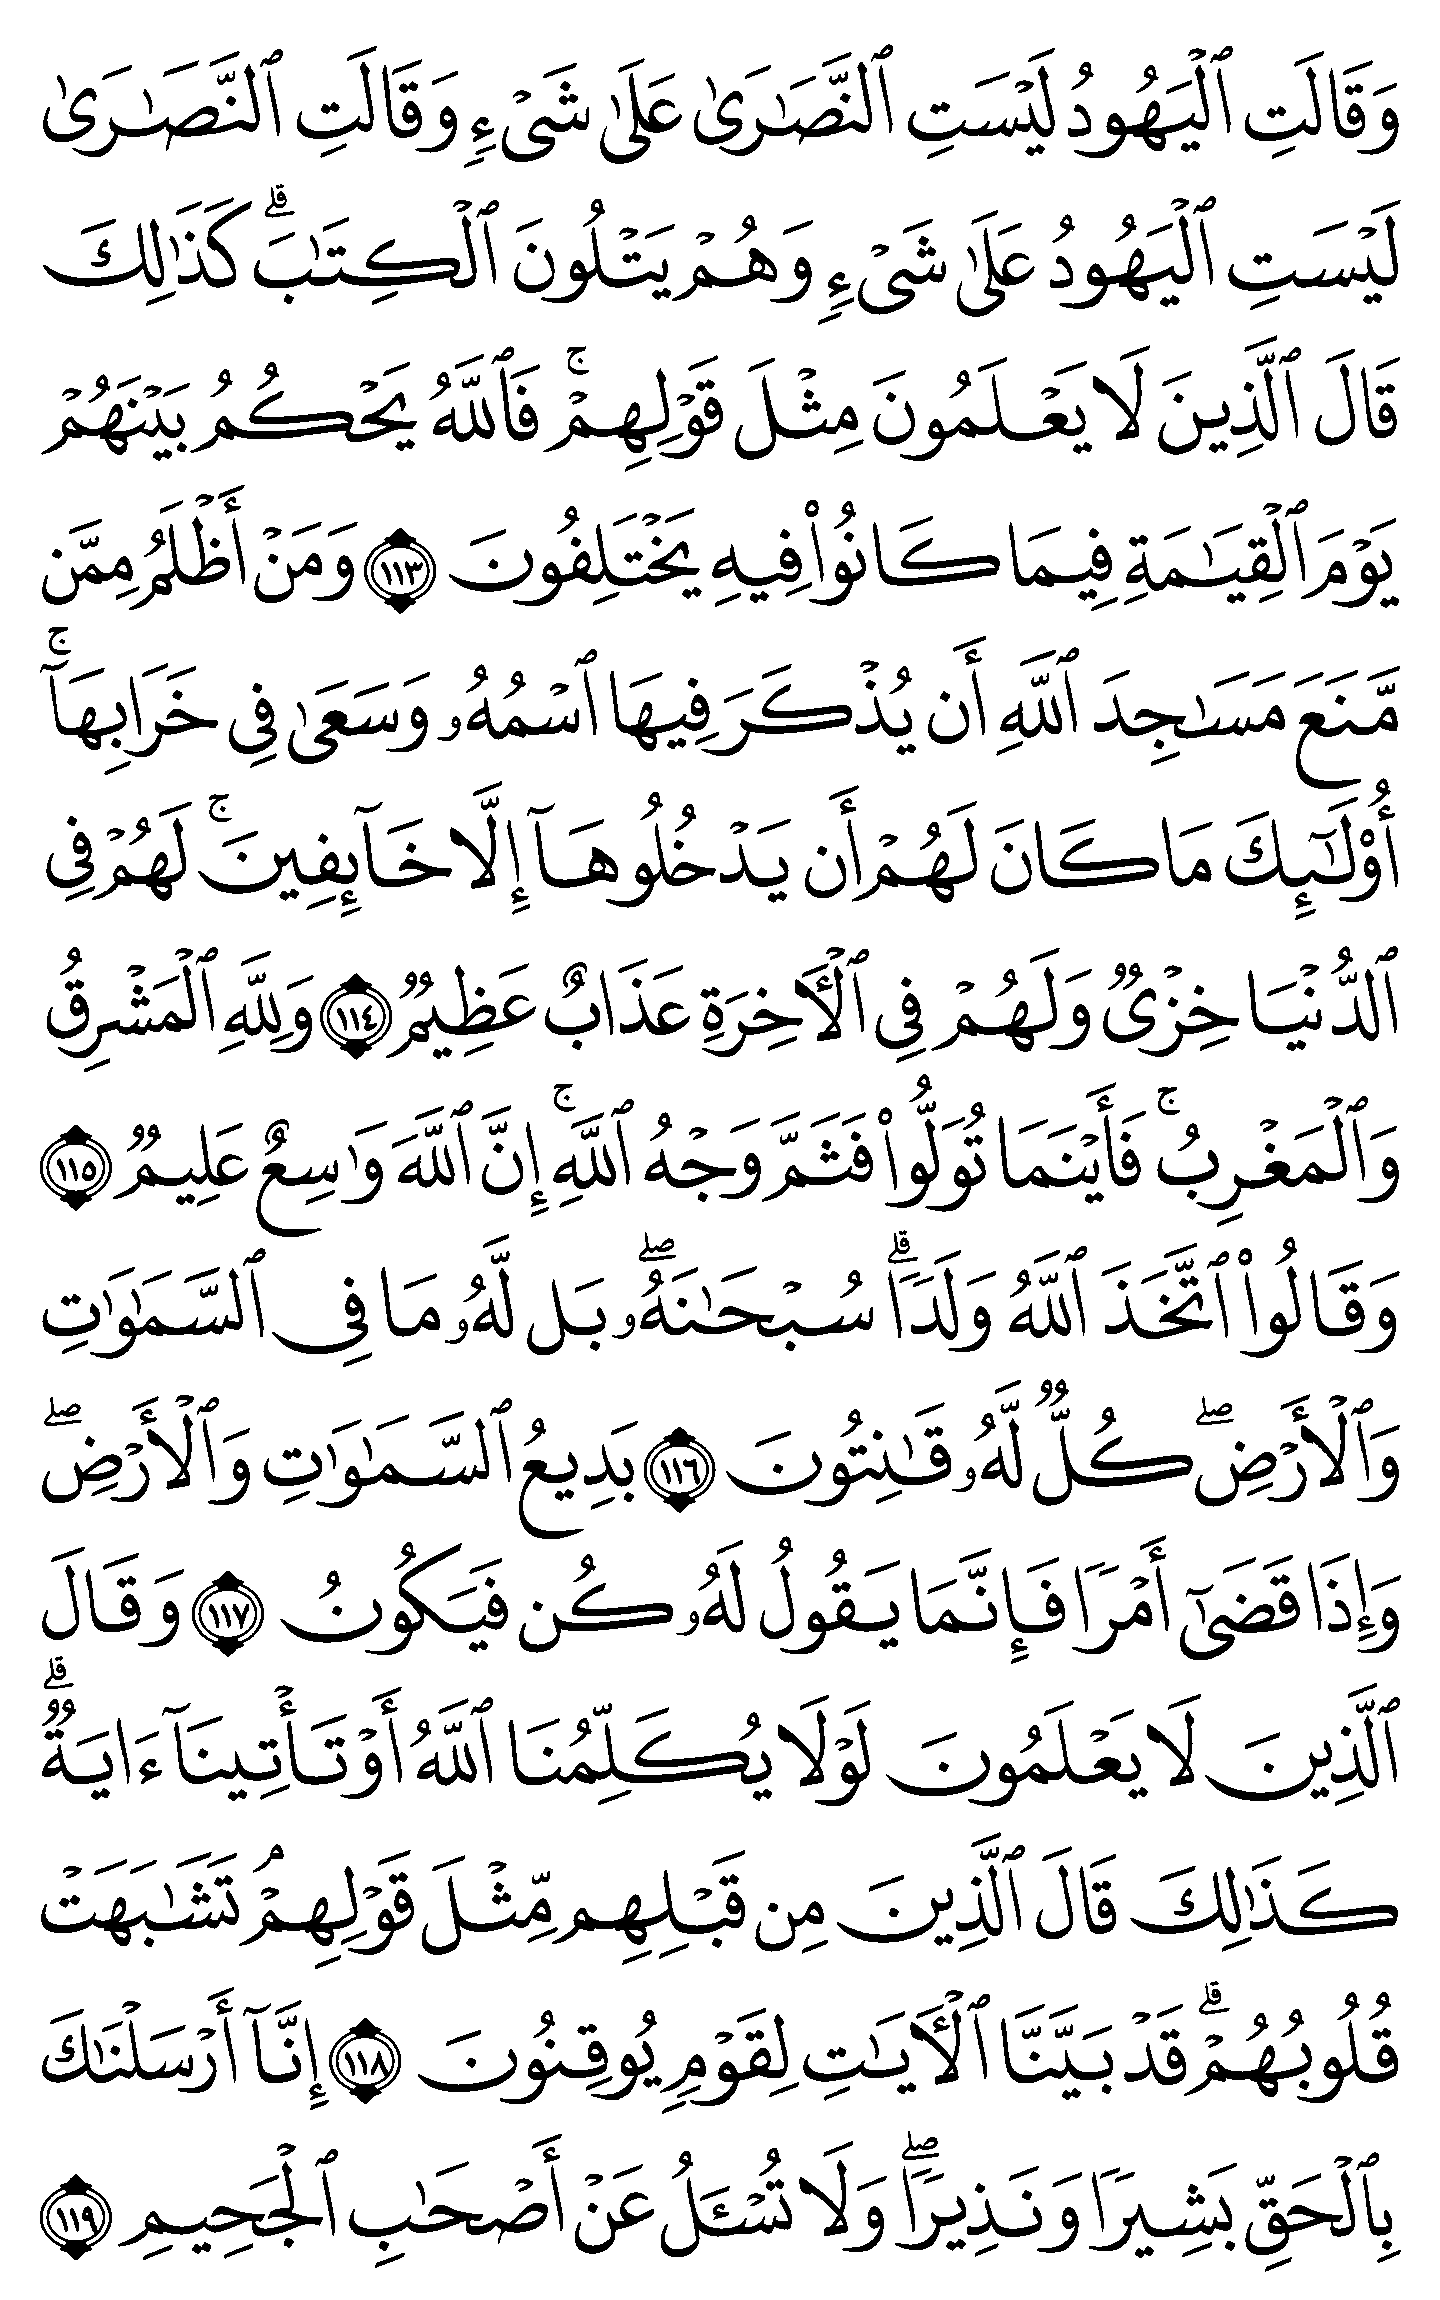 وَقَالَتِ ٱلْيَهُودُ لَيْسَتِ ٱلنَّصَٰرَىٰ عَلَىٰ شَىْءٍ وَقَالَتِ ٱلنَّصَٰرَىٰ
لَيْسَتِ ٱلْيَهُودُ عَلَىٰ شَىْءٍ وَهُمْ يَتْلُونَ ٱلْكِتَٰبَ ۗ كَذَٰلِكَ
قَالَ ٱلَّذِينَ لَا يَعْلَمُونَ مِثْلَ قَوْلِهِمْ ۚ فَٱللَّهُ يَحْكُمُ بَيْنَهُمْ
يَوْمَ ٱلْقِيَٰمَةِ فِيمَا كَانُوا۟ فِيهِ يَخْتَلِفُونَ ١١٣ وَمَنْ أَظْلَمُ مِمَّن
مَّنَعَ مَسَٰجِدَ ٱللَّهِ أَن يُذْكَرَ فِيهَا ٱسْمُهُۥ وَسَعَىٰ فِى خَرَابِهَآ ۚ
أُو۟لَٰٓئِكَ مَا كَانَ لَهُمْ أَن يَدْخُلُوهَآ إِلَّا خَآئِفِينَ ۚ لَهُمْ فِى
ٱلدُّنْيَا خِزْىٌ وَلَهُمْ فِى ٱلْءَاخِرَةِ عَذَابٌ عَظِيمٌ ١١٤ وَلِلَّهِ ٱلْمَشْرِقُ
وَٱلْمَغْرِبُ ۚ فَأَيْنَمَا تُوَلُّوا۟ فَثَمَّ وَجْهُ ٱللَّهِ ۚ إِنَّ ٱللَّهَ وَٰسِعٌ عَلِيمٌ ١١٥
وَقَالُوا۟ ٱتَّخَذَ ٱللَّهُ وَلَدًا ۗ سُبْحَٰنَهُۥ ۖ بَل لَّهُۥ مَا فِى ٱلسَّمَٰوَٰتِ
وَٱلْأَرْضِ ۖ كُلٌّ لَّهُۥ قَٰنِتُونَ ١١٦ بَدِيعُ ٱلسَّمَٰوَٰتِ وَٱلْأَرْضِ ۖ
وَإِذَا قَضَىٰٓ أَمْرًا فَإِنَّمَا يَقُولُ لَهُۥ كُن فَيَكُونُ ١١٧ وَقَالَ
ٱلَّذِينَ لَا يَعْلَمُونَ لَوْلَا يُكَلِّمُنَا ٱللَّهُ أَوْ تَأْتِينَآ ءَايَةٌ ۗ
كَذَٰلِكَ قَالَ ٱلَّذِينَ مِن قَبْلِهِم مِّثْلَ قَوْلِهِمْ ۘ تَشَٰبَهَتْ
قُلُوبُهُمْ ۗ قَدْ بَيَّنَّا ٱلْءَايَٰتِ لِقَوْمٍ يُوقِنُونَ ١١٨ إِنَّآ أَرْسَلْنَٰكَ
بِٱلْحَقِّ بَشِيرًا وَنَذِيرًا ۖ وَلَا تُسْـَٔلُ عَنْ أَصْحَٰبِ ٱلْجَحِيمِ ١١٩